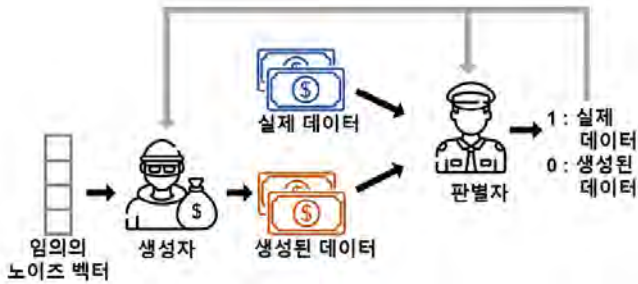 $
실제 데이터
임의의
노이즈 벡터
$
생성자
$
생성된 데이터
판별자
1 : 실제
데이터
0 : 생성된
데이터